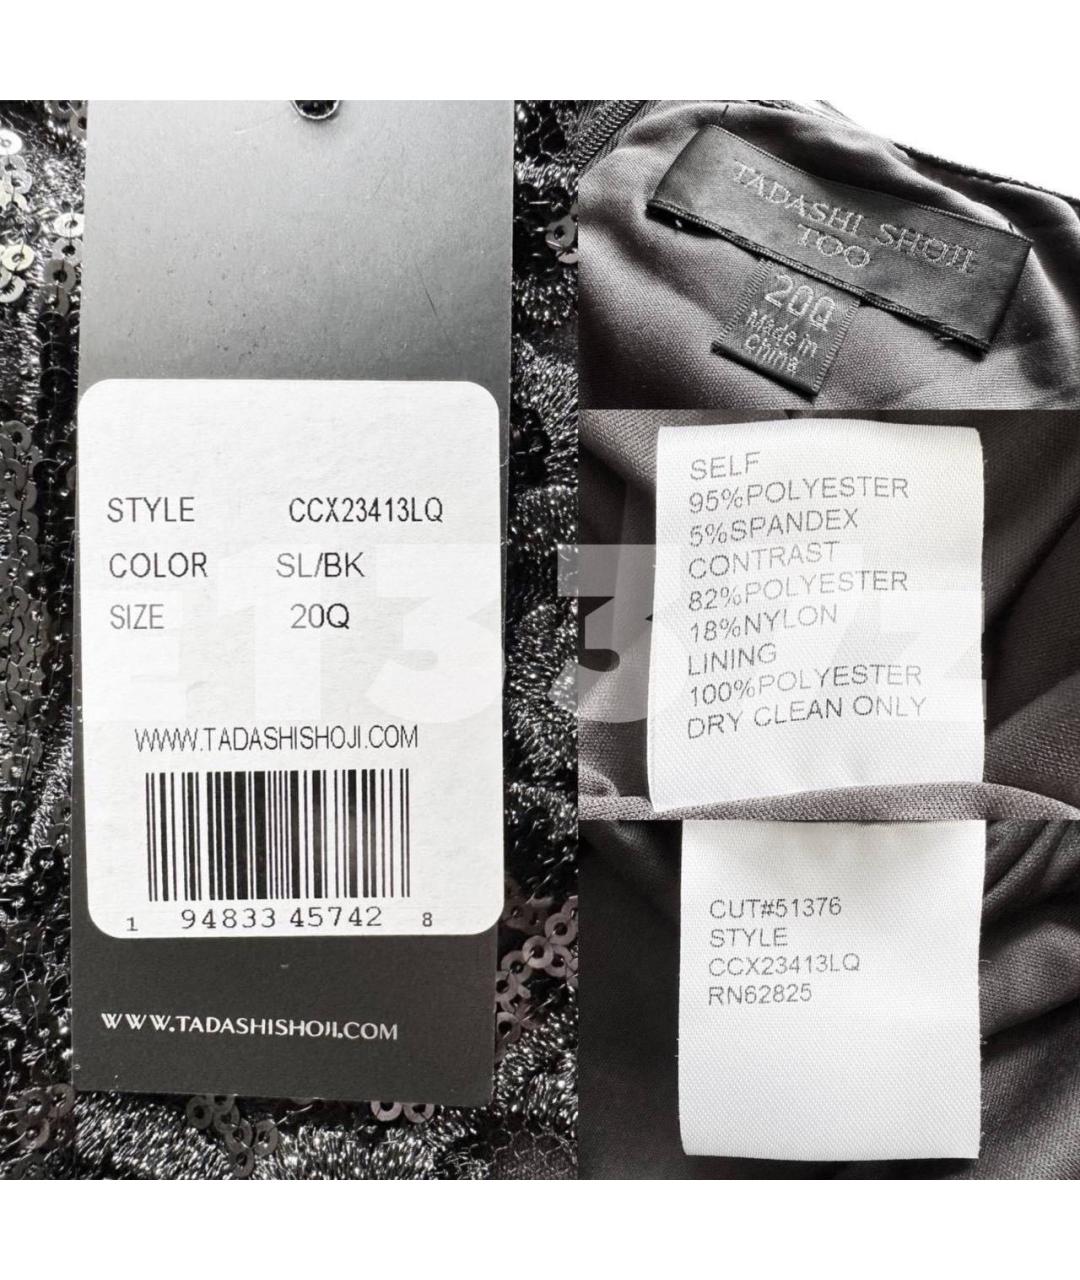 STYLE CCX23413LQ
COLOR SL/BK
SIZE 20Q
WWW.TADASHISHOJI.COM
1 94833 45742 8
WWW.TADASHISHOJI.COM
TADASHI SHOJI
TOO
20Q
Made in
China
SELF
95%POLYESTER
5%SPANDEX
CONTRAST
82%POLYESTER
18%NYLON
LINING
100%POLYESTER
DRY CLEAN ONLY
CUT#51376
STYLE
CCX23413LQ
RN62825